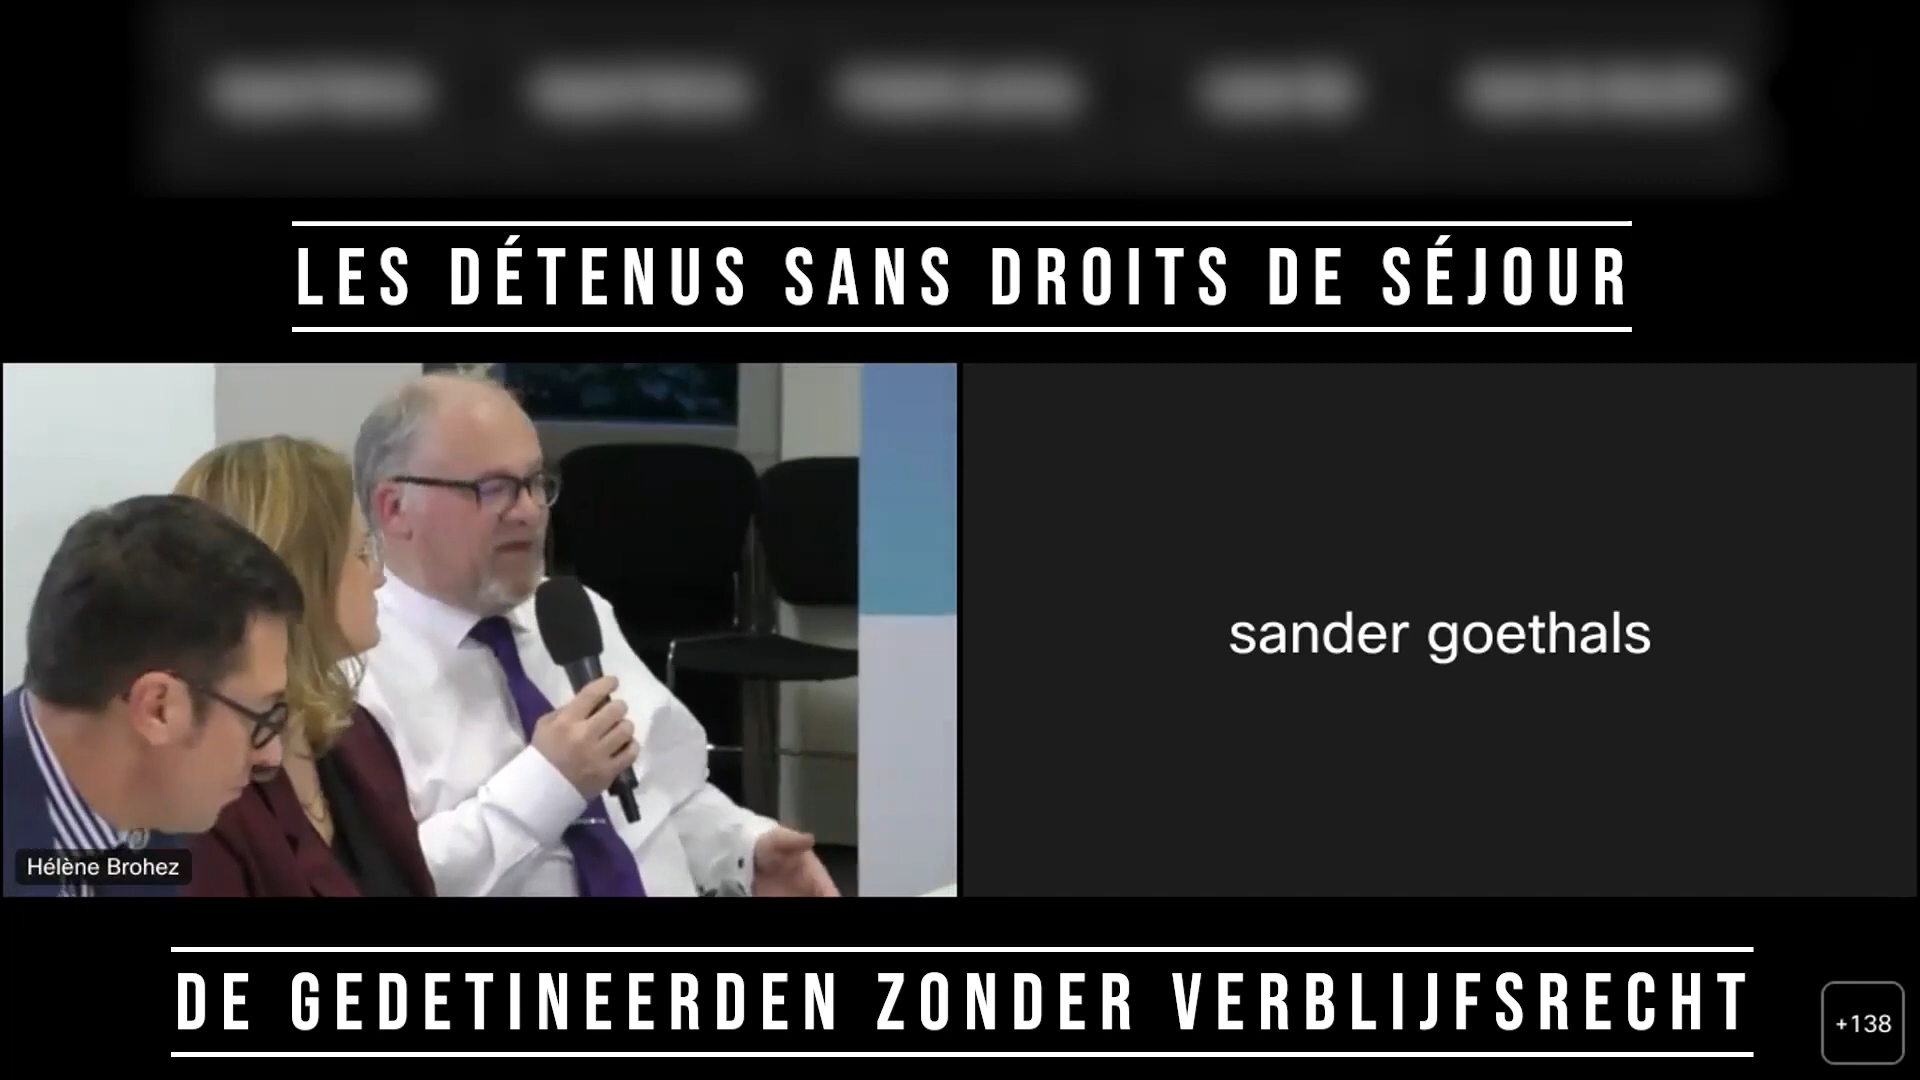 LES DÉTENUS SANS DROITS DE SÉJOUR
sander goethals
Hélène Brohez
DE GEDETINEERDEN ZONDER VERBLIJFSRECHT
+138